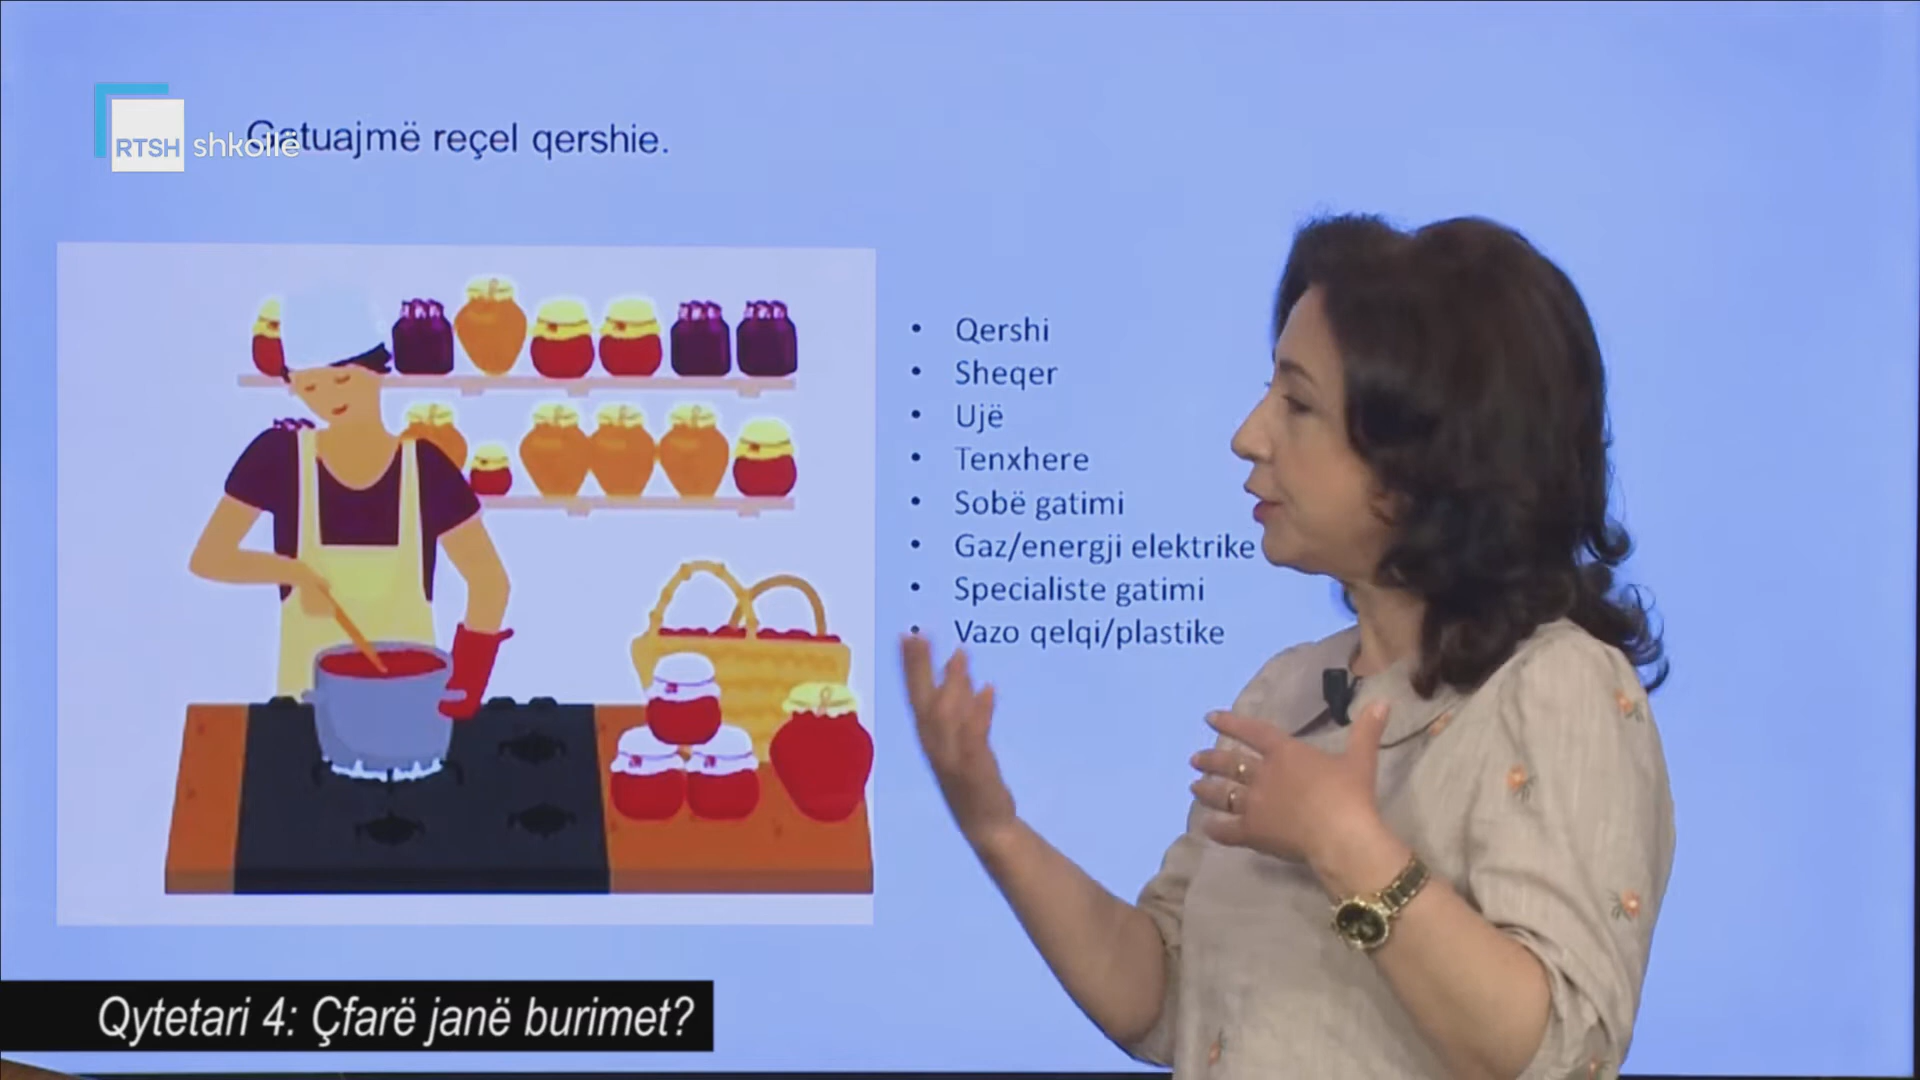 Gatuajmë reçel qershie.
RTSH shkollë
• Qershi
• Sheqer
• Ujë
• Tenxhere
• Sobë gatimi
• Gaz/energji elektrike
• Specialiste gatimi
• Vazo qelqi/plastike
Qytetari 4: Çfarë janë burimet?